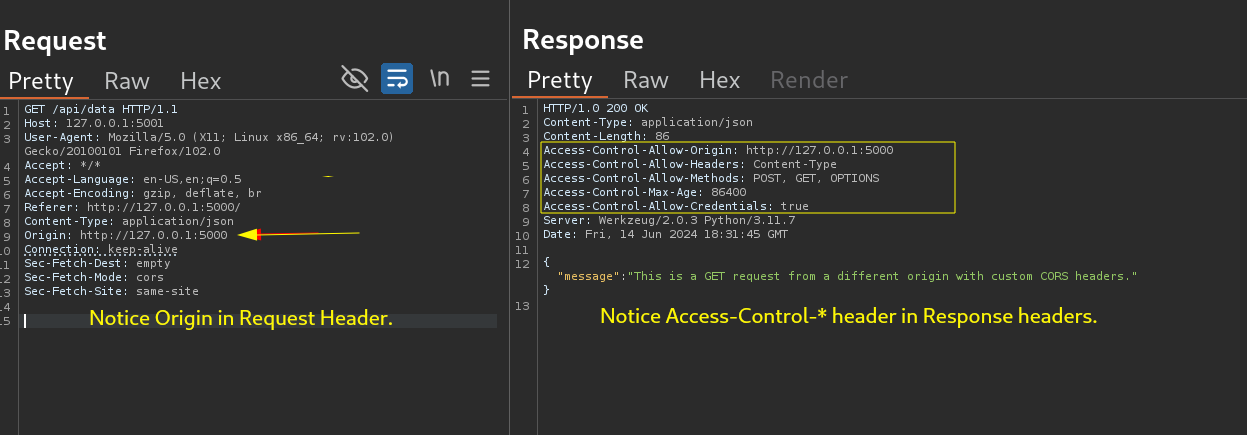 Request
Pretty Raw Hex \n
1 GET /api/data HTTP/1.1
2 Host: 127.0.0.1:5001
3 User-Agent: Mozilla/5.0 (X11; Linux x86_64; rv:102.0)
Gecko/20100101 Firefox/102.0
4 Accept: */*
5 Accept-Language: en-US,en;q=0.5
6 Accept-Encoding: gzip, deflate, br
7 Referer: http://127.0.0.1:5000/
8 Content-Type: application/json
9 Origin: http://127.0.0.1:5000
10 Connection: keep-alive
11 Sec-Fetch-Dest: empty
12 Sec-Fetch-Mode: cors
13 Sec-Fetch-Site: same-site
14
15
Notice Origin in Request Header.
Response
Pretty Raw Hex Render
1 HTTP/1.0 200 OK
2 Content-Type: application/json
3 Content-Length: 86
4 Access-Control-Allow-Origin: http://127.0.0.1:5000
5 Access-Control-Allow-Headers: Content-Type
6 Access-Control-Allow-Methods: POST, GET, OPTIONS
7 Access-Control-Max-Age: 86400
8 Access-Control-Allow-Credentials: true
9 Server: Werkzeug/2.0.3 Python/3.11.7
10 Date: Fri, 14 Jun 2024 18:31:45 GMT
11
12 {
"message":"This is a GET request from a different origin with custom CORS headers."
}
13
Notice Access-Control-* header in Response headers.